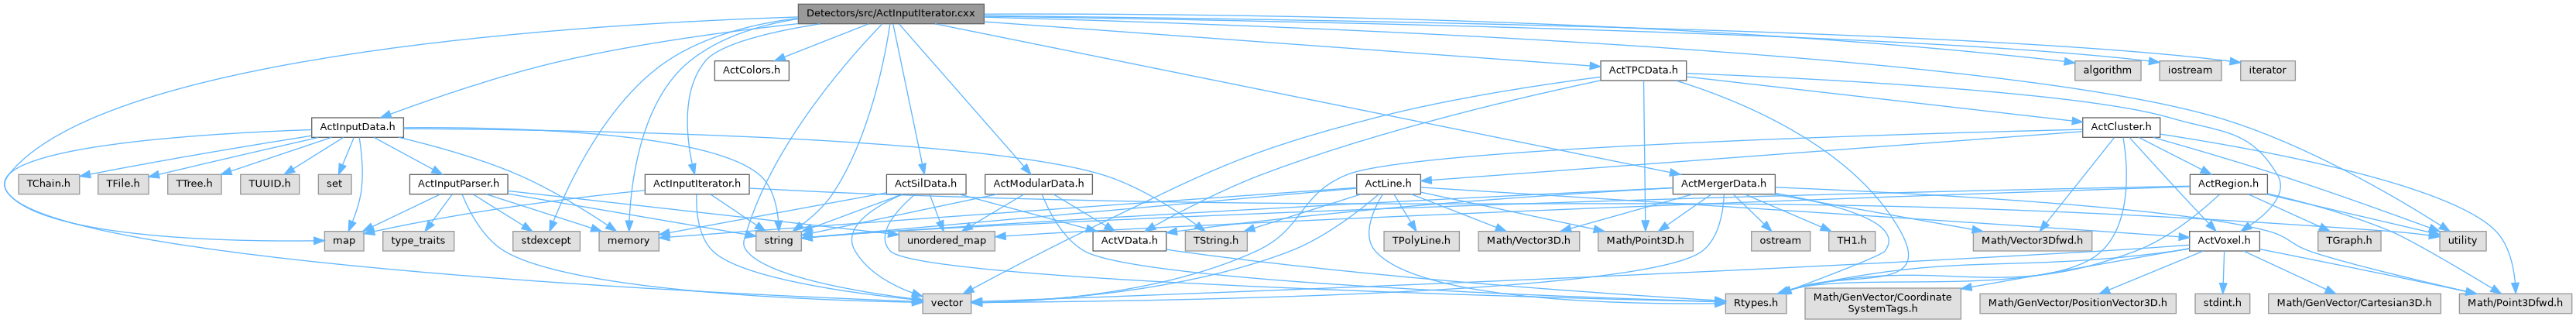 Detectors/src/ActInputIterator.cxx
ActColors.h
ActTPCData.h
algorithm
iostream
iterator
ActInputData.h
ActCluster.h
TChain.h
TFile.h
TTree.h
TUUID.h
set
ActInputParser.h
ActInputIterator.h
ActSilData.h
ActModularData.h
ActLine.h
ActMergerData.h
ActRegion.h
map
type_traits
stdexcept
memory
string
unordered_map
ActVData.h
TString.h
TPolyLine.h
Math/Vector3D.h
Math/Point3D.h
ostream
TH1.h
Math/Vector3Dfwd.h
ActVoxel.h
TGraph.h
utility
vector
Rtypes.h
Math/GenVector/Coordinate
SystemTags.h
Math/GenVector/PositionVector3D.h
stdint.h
Math/GenVector/Cartesian3D.h
Math/Point3Dfwd.h